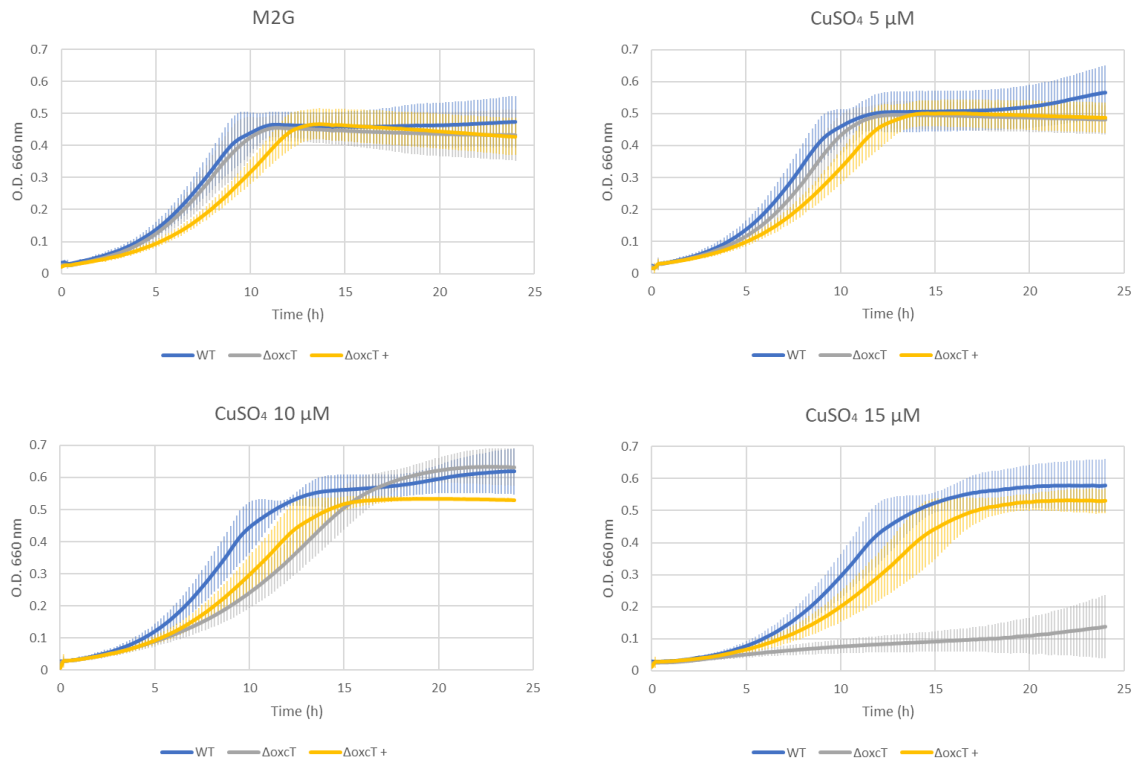 M2G
O.D. 660 nm
0.7
0.6
0.5
0.4
0.3
0.2
0.1
0
0 5 10 15 20 25
Time (h)
WT ΔoxcT ΔoxcT +
CuSO₄ 5 µM
O.D. 660 nm
0.7
0.6
0.5
0.4
0.3
0.2
0.1
0
0 5 10 15 20 25
Time (h)
WT ΔoxcT ΔoxcT +
CuSO₄ 10 µM
O.D. 660 nm
0.7
0.6
0.5
0.4
0.3
0.2
0.1
0
0 5 10 15 20 25
Time (h)
WT ΔoxcT ΔoxcT +
CuSO₄ 15 µM
O.D. 660 nm
0.7
0.6
0.5
0.4
0.3
0.2
0.1
0
0 5 10 15 20 25
Time (h)
WT ΔoxcT ΔoxcT +